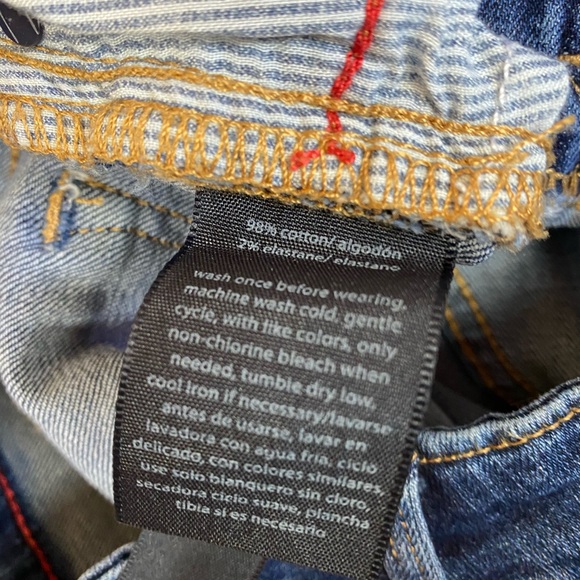 98% cotton/ algodón
2% elastane/ elastano
wash once before wearing,
machine wash cold, gentle
cycle, with like colors, only
non-chlorine bleach when
needed, tumble dry low,
cool iron if necessary/lavarse
antes de usarse, lavar en
lavadora con agua fría, ciclo
delicado, con colores similares,
use solo blanquero sin cloro,
secadora ciclo suave, plancha
tibia si es necesario